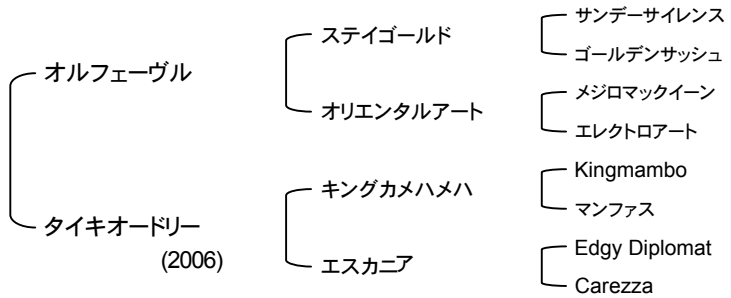 オルフェーヴル
ステイゴールド
サンデーサイレンス
ゴールデンサッシュ
オリエンタルアート
メジロマックイーン
エレクトロアート
タイキオードリー
(2006)
キングカメハメハ
Kingmambo
マンファス
エスカニア
Edgy Diplomat
Carezza